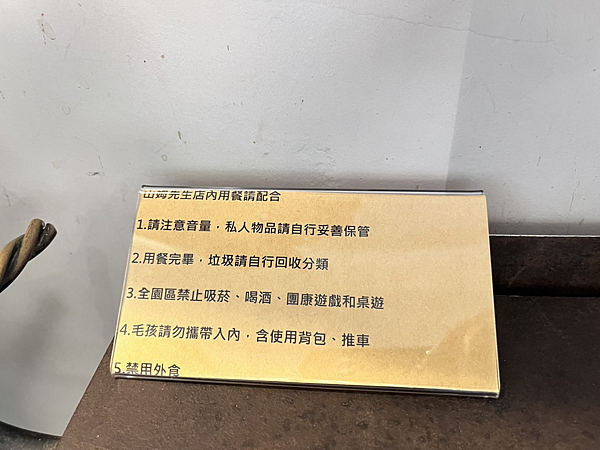 山姆先生店內用餐請配合
1.請注意音量，私人物品請自行妥善保管
2.用餐完畢，垃圾請自行回收分類
3.全園區禁止吸菸、喝酒、團康遊戲和桌遊
4.毛孩請勿攜帶入內，含使用背包、推車
5.禁用外食